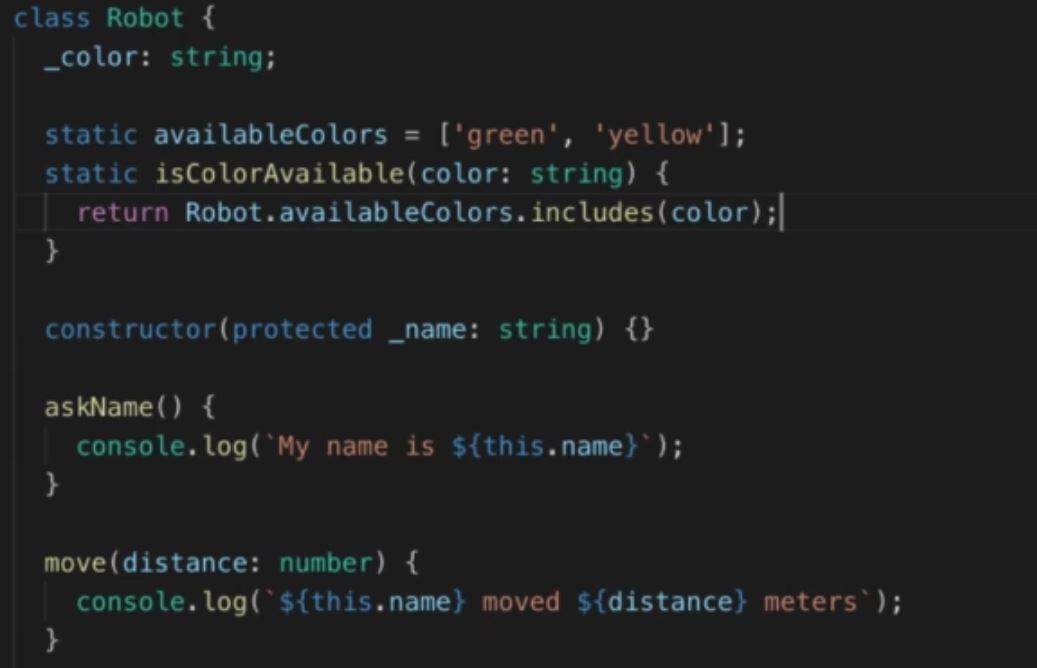 class Robot {
_color: string;
static availableColors = ['green', 'yellow'];
static isColorAvailable(color: string) {
return Robot.availableColors.includes(color);
}
constructor(protected _name: string) {}
askName() {
console.log(`My name is ${this.name}`);
}
move(distance: number) {
console.log(`${this.name} moved ${distance} meters`);
}